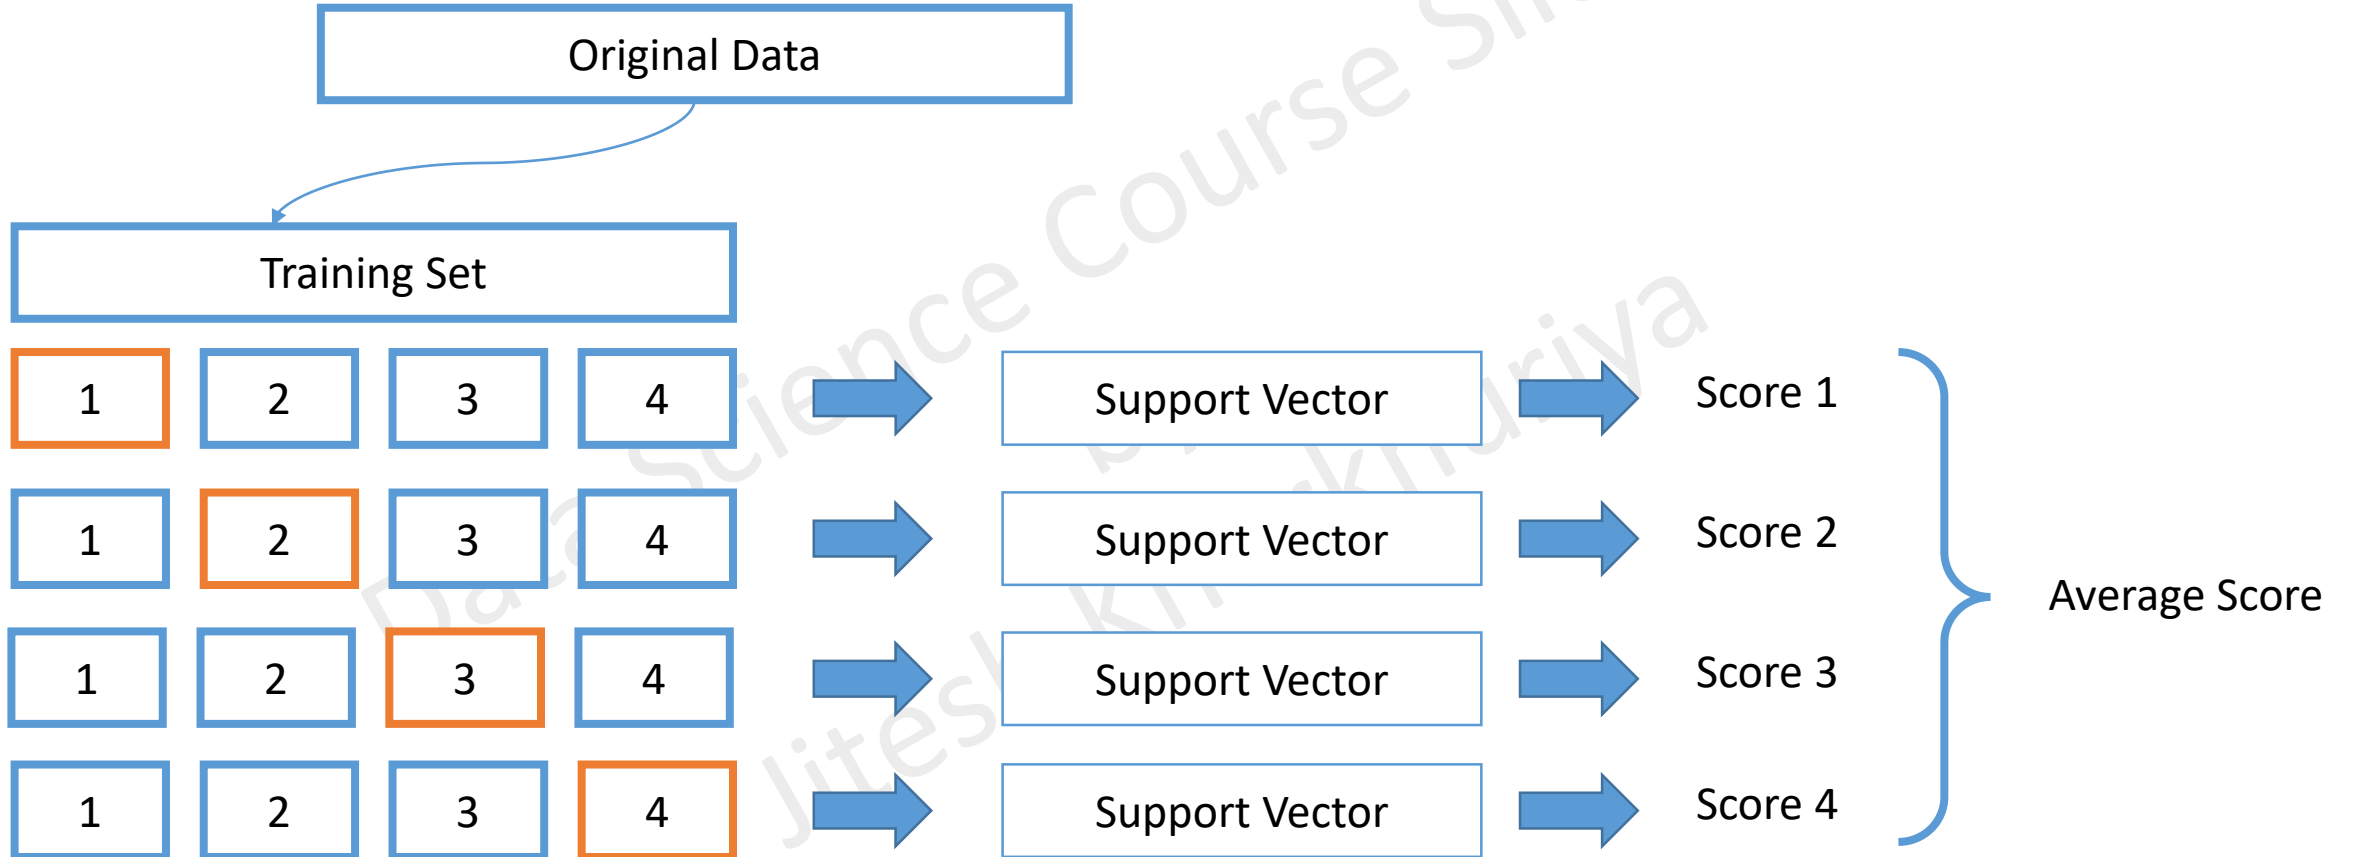 Original Data
Training Set
1 2 3 4 Support Vector Score 1
1 2 3 4 Support Vector Score 2
Average Score
1 2 3 4 Support Vector Score 3
1 2 3 4 Support Vector Score 4
Science Course